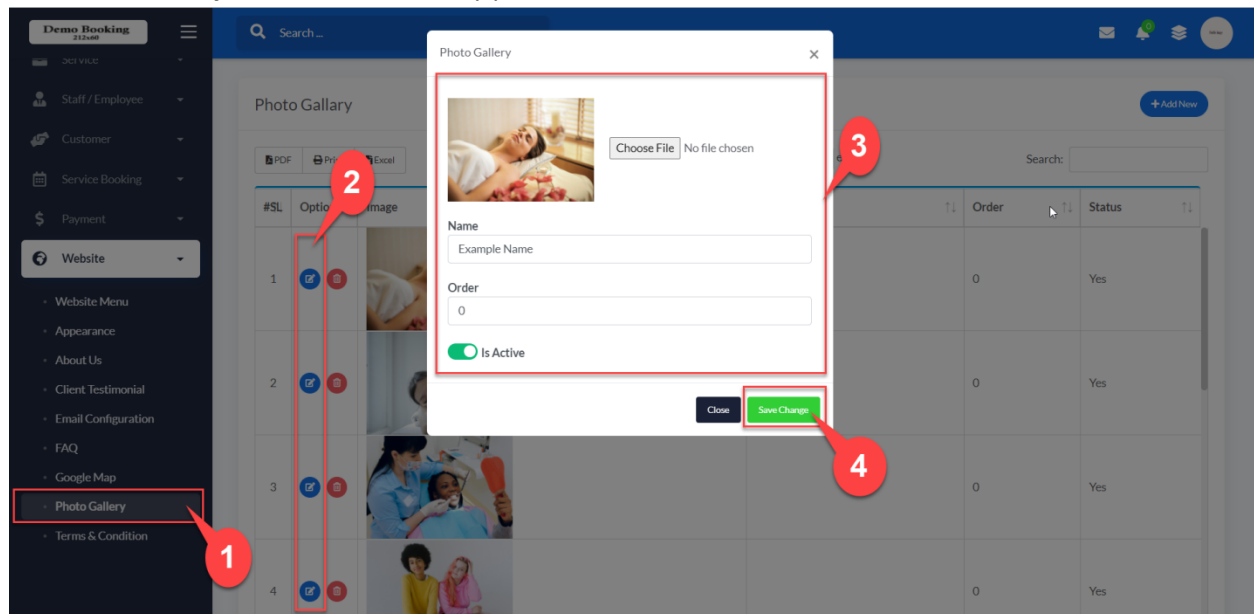 Demo Booking
212x60
Search ...
Service
Staff / Employee
Customer
Service Booking
Payment
Website
Website Menu
Appearance
About Us
Client Testimonial
Email Configuration
FAQ
Google Map
Photo Gallery
Terms & Condition
1
0
Photo Gallary
+ Add New
PDF
Excel
Search:
#SL
Image
Order
Status
1
0
Yes
2
0
Yes
3
0
Yes
4
0
Yes
2
Photo Gallery
×
Choose File No file chosen
Name
Example Name
Order
0
Is Active
Close
Save Change
3
4